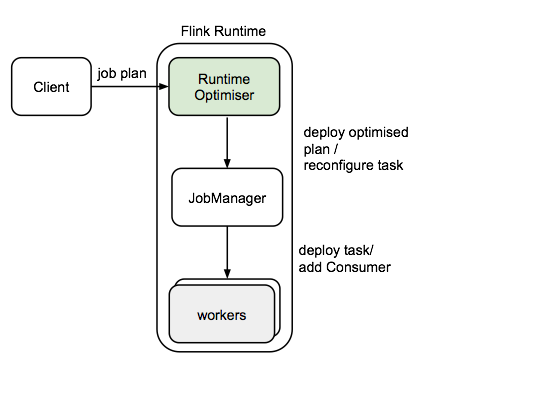 Flink Runtime
Client
job plan
Runtime
Optimiser
deploy optimised
plan /
reconfigure task
JobManager
deploy task/
add Consumer
workers